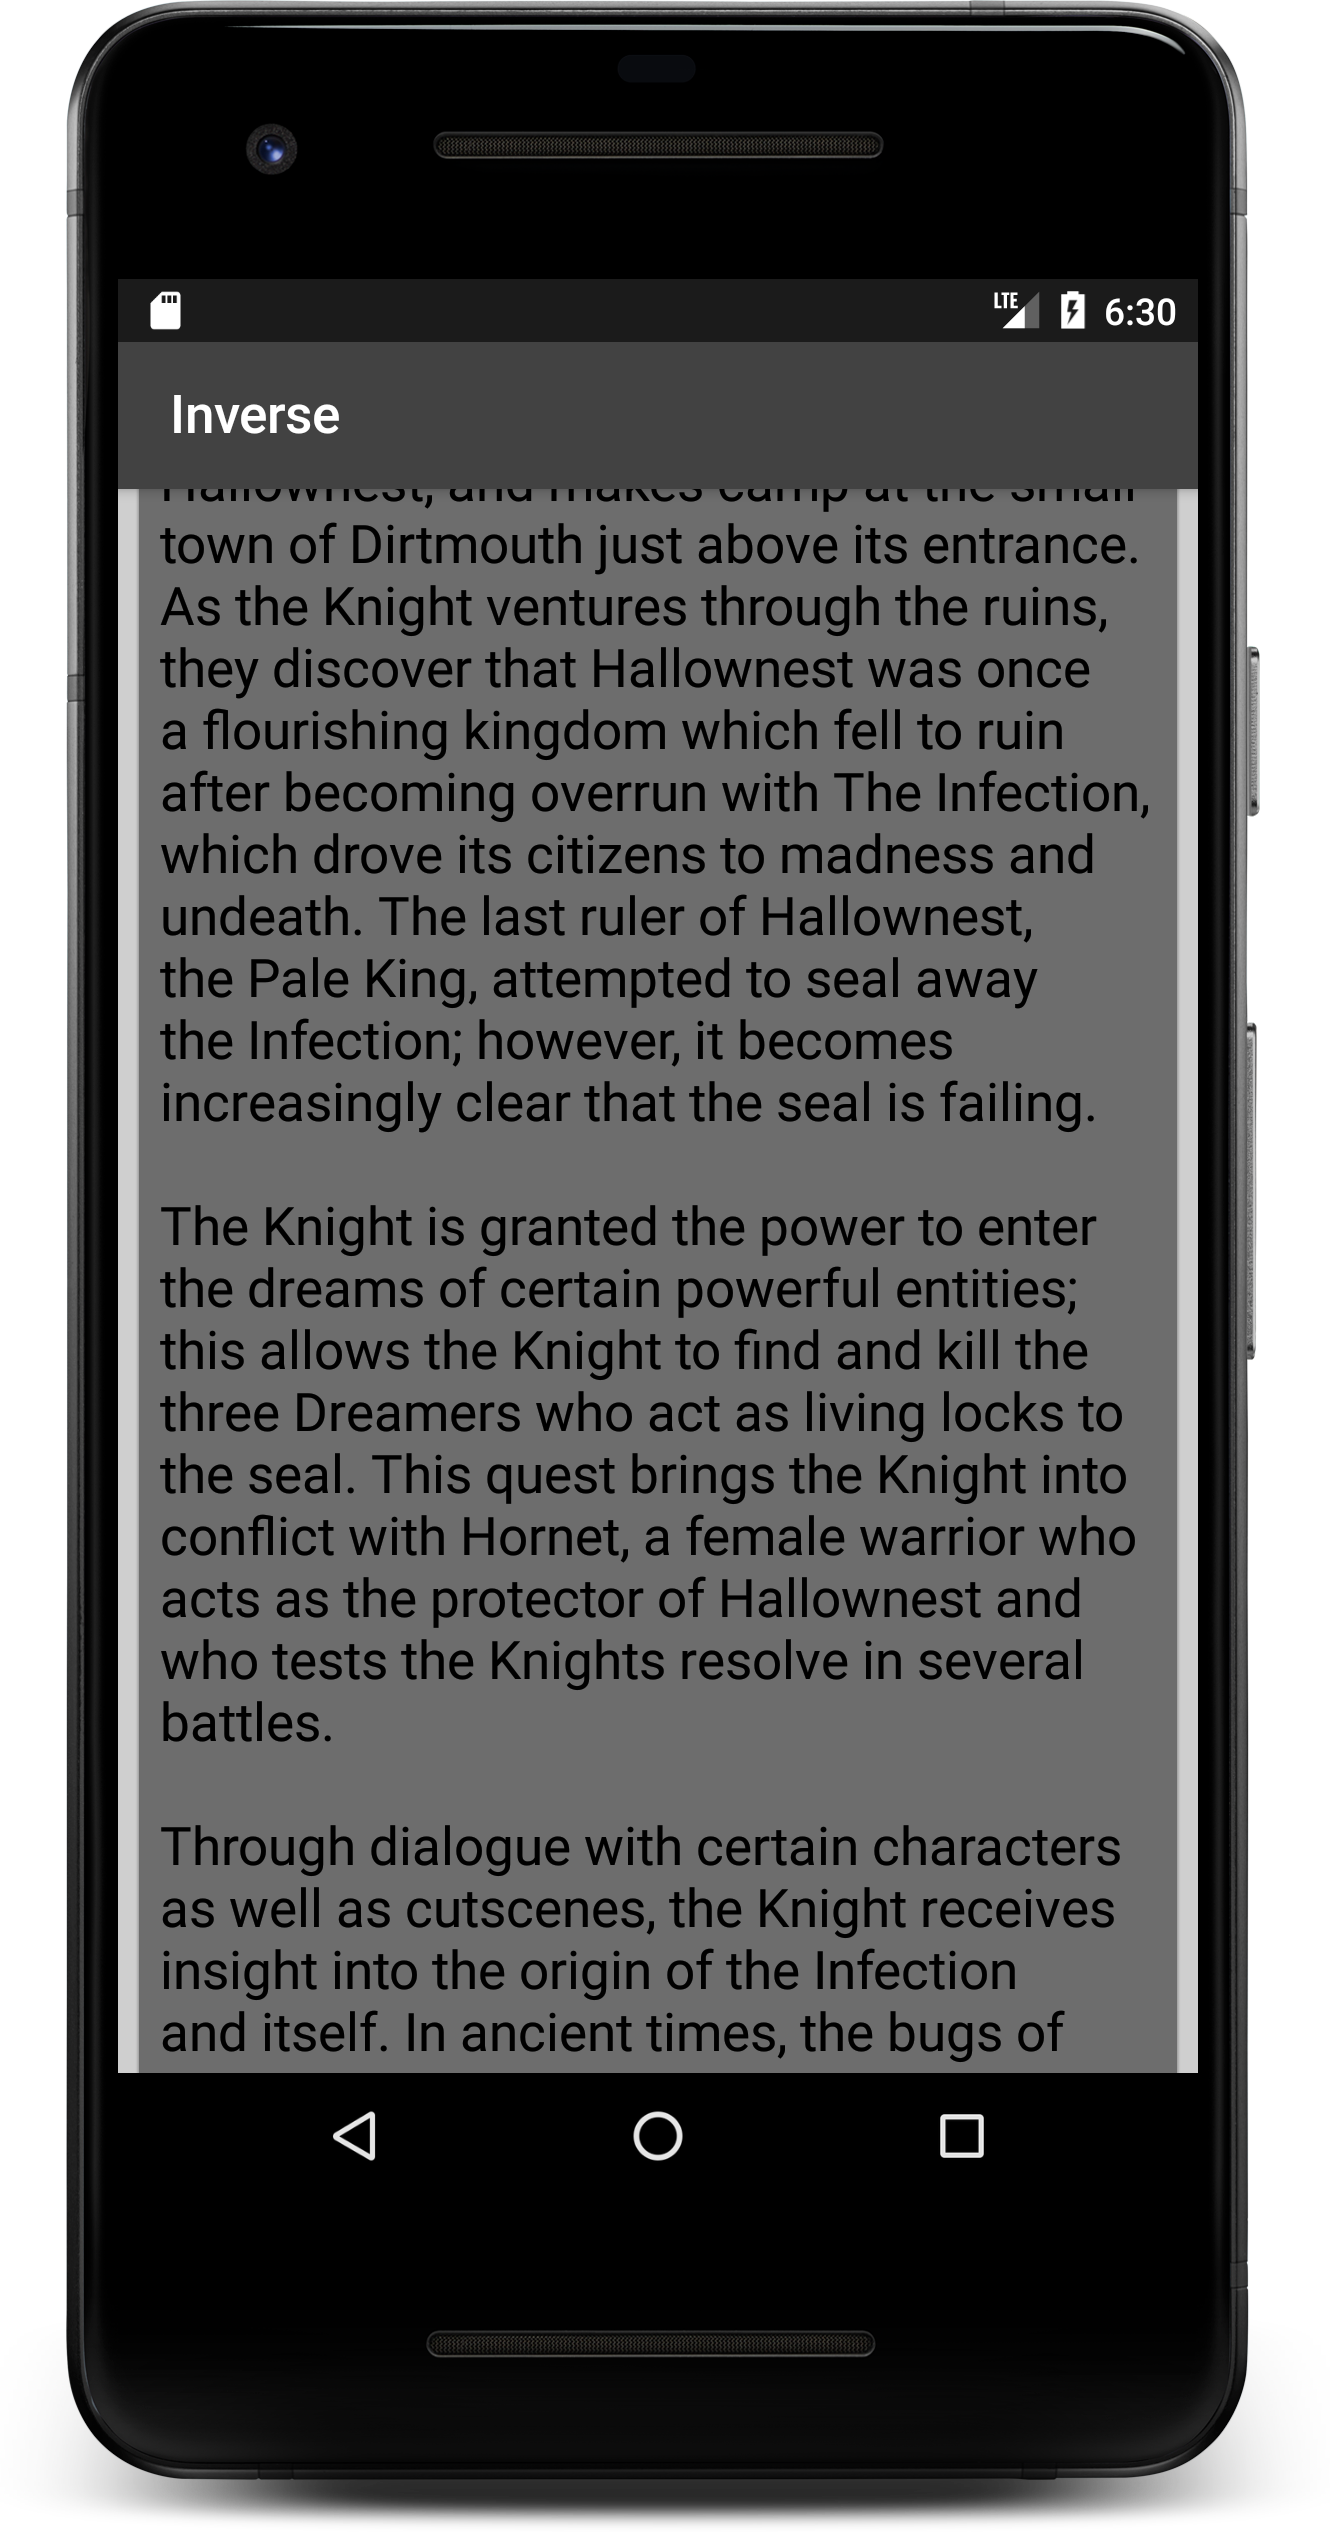 LTE 6:30
Inverse
Hallownest, and makes camp at the small
town of Dirtmouth just above its entrance.
As the Knight ventures through the ruins,
they discover that Hallownest was once
a flourishing kingdom which fell to ruin
after becoming overrun with The Infection,
which drove its citizens to madness and
undeath. The last ruler of Hallownest,
the Pale King, attempted to seal away
the Infection; however, it becomes
increasingly clear that the seal is failing.
The Knight is granted the power to enter
the dreams of certain powerful entities;
this allows the Knight to find and kill the
three Dreamers who act as living locks to
the seal. This quest brings the Knight into
conflict with Hornet, a female warrior who
acts as the protector of Hallownest and
who tests the Knights resolve in several
battles.
Through dialogue with certain characters
as well as cutscenes, the Knight receives
insight into the origin of the Infection
and itself. In ancient times, the bugs of